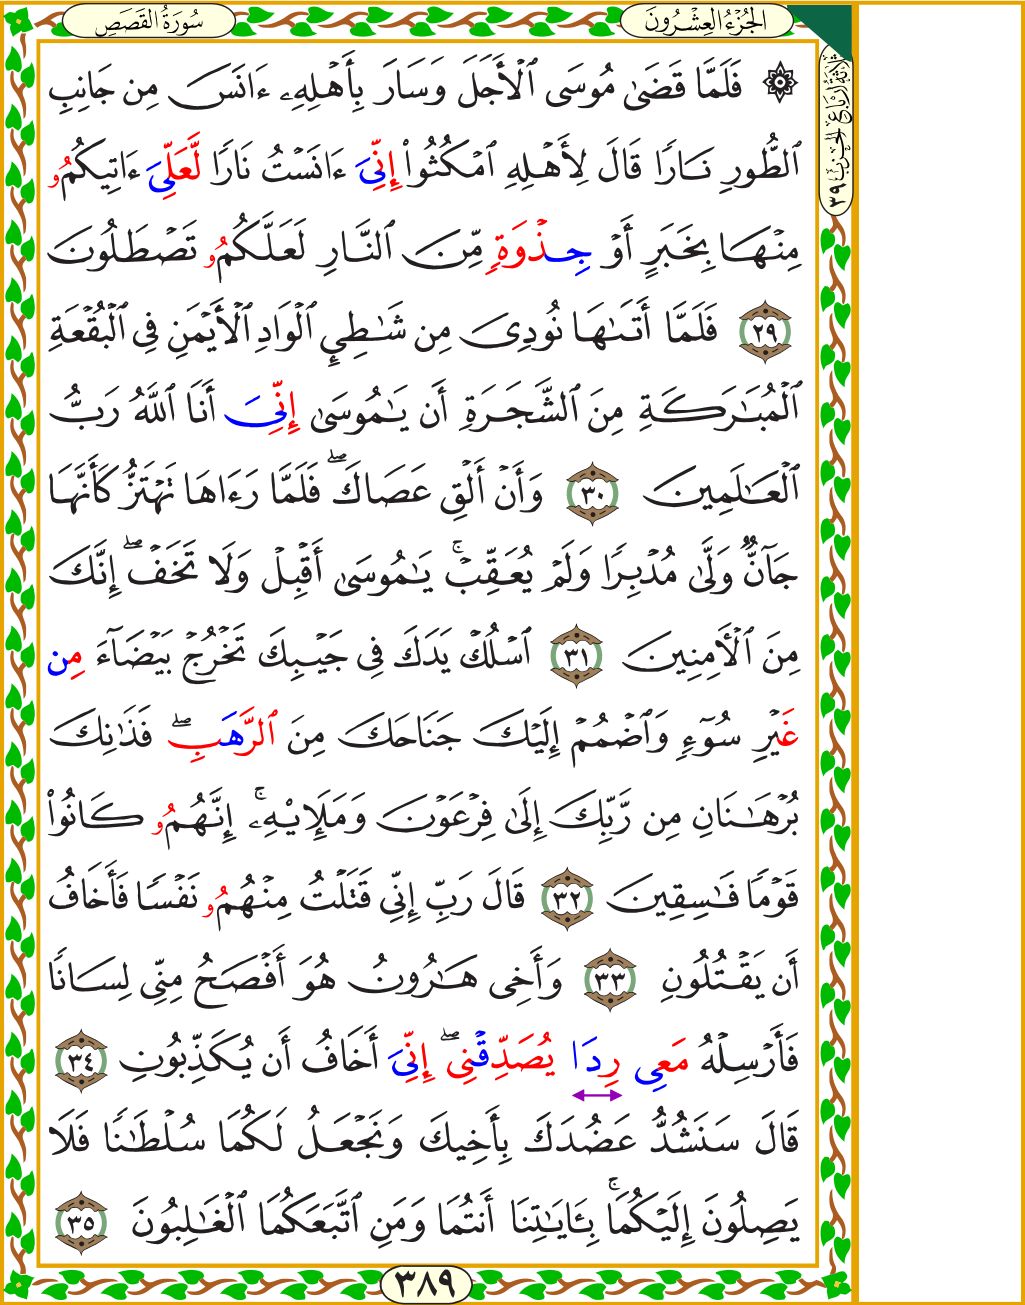 سُورَةُ القَصَصِ
الجُزْءُ العِشْرُونَ
ثَلَاثَةُ أَرْبَاعِ الحِزْبِ ٣٩
۞ فَلَمَّا قَضَىٰ مُوسَى ٱلْأَجَلَ وَسَارَ بِأَهْلِهِۦ ءَانَسَ مِن جَانِبِ
ٱلطُّورِ نَارًا قَالَ لِأَهْلِهِ ٱمْكُثُوٓا۟ إِنِّىَ ءَانَسْتُ نَارًا لَّعَلِّىَ ءَاتِيكُمُۥ
مِنْهَا بِخَبَرٍ أَوْ جِذْوَةٍ مِّنَ ٱلنَّارِ لَعَلَّكُمُۥ تَصْطَلُونَ
٢٩ فَلَمَّا أَتَىٰهَا نُودِىَ مِن شَـٰطِئِ ٱلْوَادِ ٱلْأَيْمَنِ فِى ٱلْبُقْعَةِ
ٱلْمُبَـٰرَكَةِ مِنَ ٱلشَّجَرَةِ أَن يَـٰمُوسَىٰ إِنِّىَ أَنَا ٱللَّهُ رَبُّ
ٱلْعَـٰلَمِينَ ٣٠ وَأَنْ أَلْقِ عَصَاكَ ۖ فَلَمَّا رَءَاهَا تَهْتَزُّ كَأَنَّهَا
جَآنٌّ وَلَّىٰ مُدْبِرًا وَلَمْ يُعَقِّبْ ۚ يَـٰمُوسَىٰ أَقْبِلْ وَلَا تَخَفْ ۖ إِنَّكَ
مِنَ ٱلْأَمِنِينَ ٣١ ٱسْلُكْ يَدَكَ فِى جَيْبِكَ تَخْرُجْ بَيْضَآءَ مِن
غَيْرِ سُوٓءٍ وَٱضْمُمْ إِلَيْكَ جَنَاحَكَ مِنَ ٱلرَّهَبِ ۖ فَذَٰنِكَ
بُرْهَـٰنَانِ مِن رَّبِّكَ إِلَىٰ فِرْعَوْنَ وَمَلَإِي۟هِۦ ۚ إِنَّهُمُۥ كَانُوا۟
قَوْمًا فَـٰسِقِينَ ٣٢ قَالَ رَبِّ إِنِّى قَتَلْتُ مِنْهُمُۥ نَفْسًا فَأَخَافُ
أَن يَقْتُلُونِ ٣٣ وَأَخِى هَـٰرُونُ هُوَ أَفْصَحُ مِنِّى لِسَانًا
فَأَرْسِلْهُ مَعِى رِدًا يُصَدِّقْنِى ۖ إِنِّىَ أَخَافُ أَن يُكَذِّبُونِ ٣٤
قَالَ سَنَشُدُّ عَضُدَكَ بِأَخِيكَ وَنَجْعَلُ لَكُمَا سُلْطَـٰنًا فَلَا
يَصِلُونَ إِلَيْكُمَا ۚ بِـَٔايَـٰتِنَا أَنتُمَا وَمَنِ ٱتَّبَعَكُمَا ٱلْغَـٰلِبُونَ ٣٥
٣٨٩